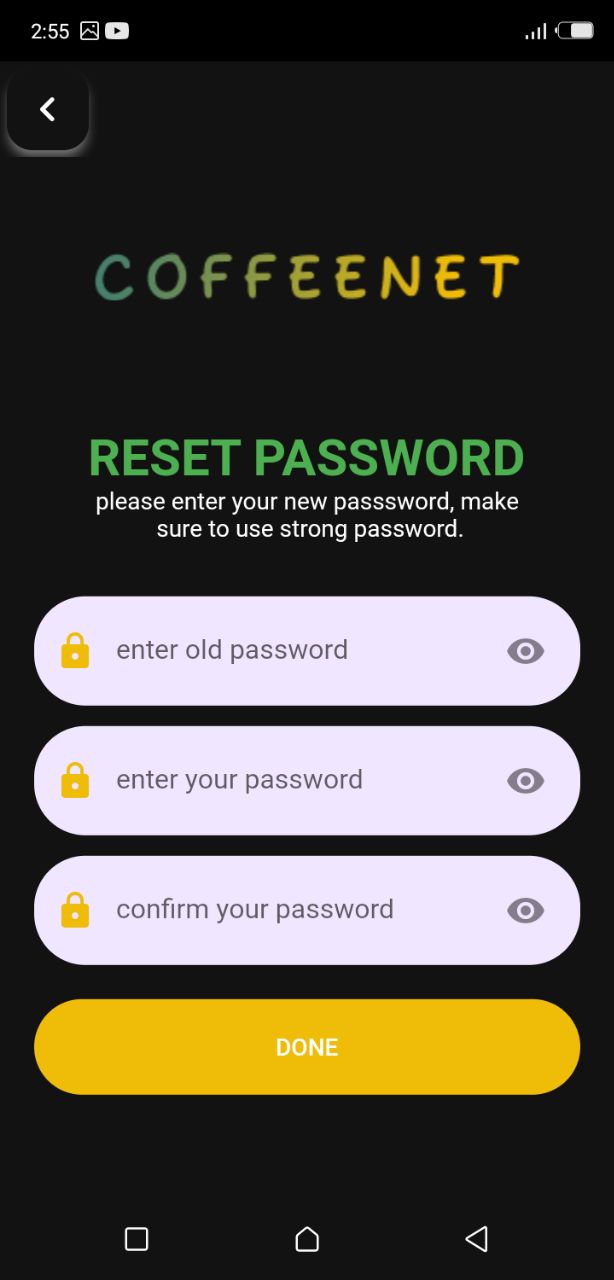 2:55
COFFEENET
RESET PASSWORD
please enter your new passsword, make
sure to use strong password.
enter old password
enter your password
confirm your password
DONE